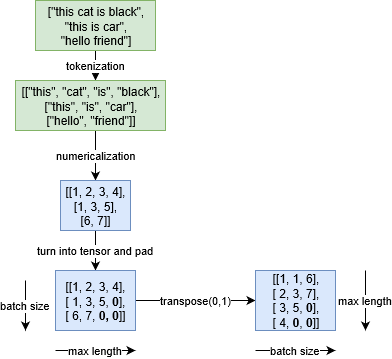 ["this cat is black",
"this is car",
"hello friend"]
tokenization
[["this", "cat", "is", "black"],
["this", "is", "car"],
["hello", "friend"]]
numericalization
[[1, 2, 3, 4],
[1, 3, 5],
[6, 7]]
turn into tensor and pad
batch size
[[1, 2, 3, 4],
[ 1, 3, 5, 0],
[ 6, 7, 0, 0]]
max length
transpose(0,1)
[[ 1, 1, 6],
[ 2, 3, 7],
[ 3, 5, 0],
[ 4, 0, 0]]
max length
batch size